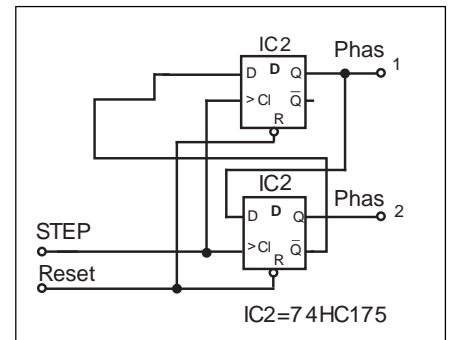 IC2
Phas 1
D D Q
>Cl Q̅
R
IC2
Phas 2
D D Q
STEP
>Cl Q̅
R
Reset
IC2=74HC175